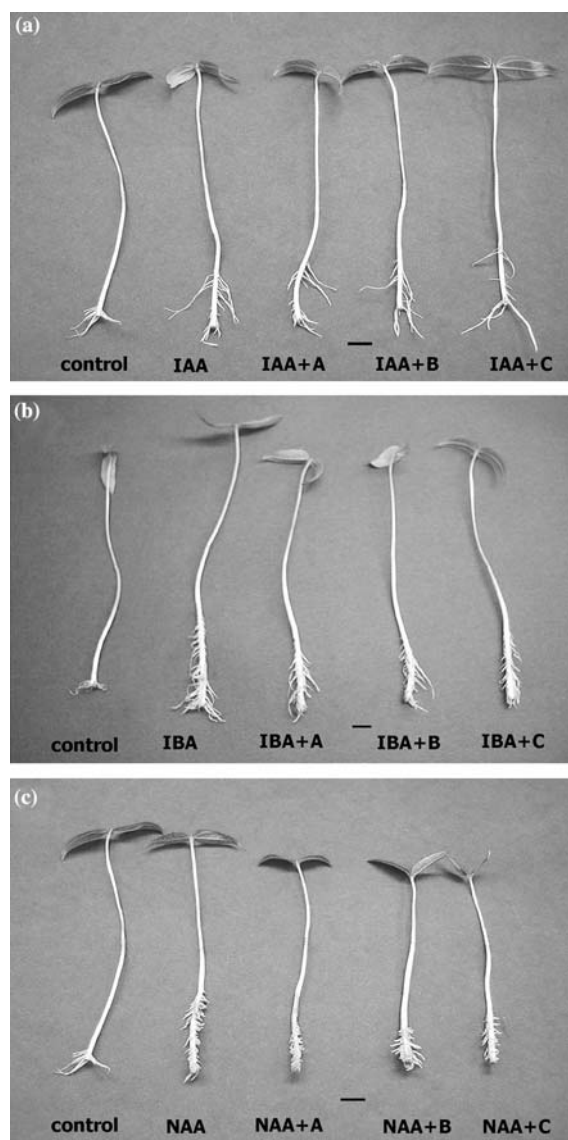 (a)
control IAA IAA+A IAA+B IAA+C
(b)
control IBA IBA+A IBA+B IBA+C
(c)
control NAA NAA+A NAA+B NAA+C